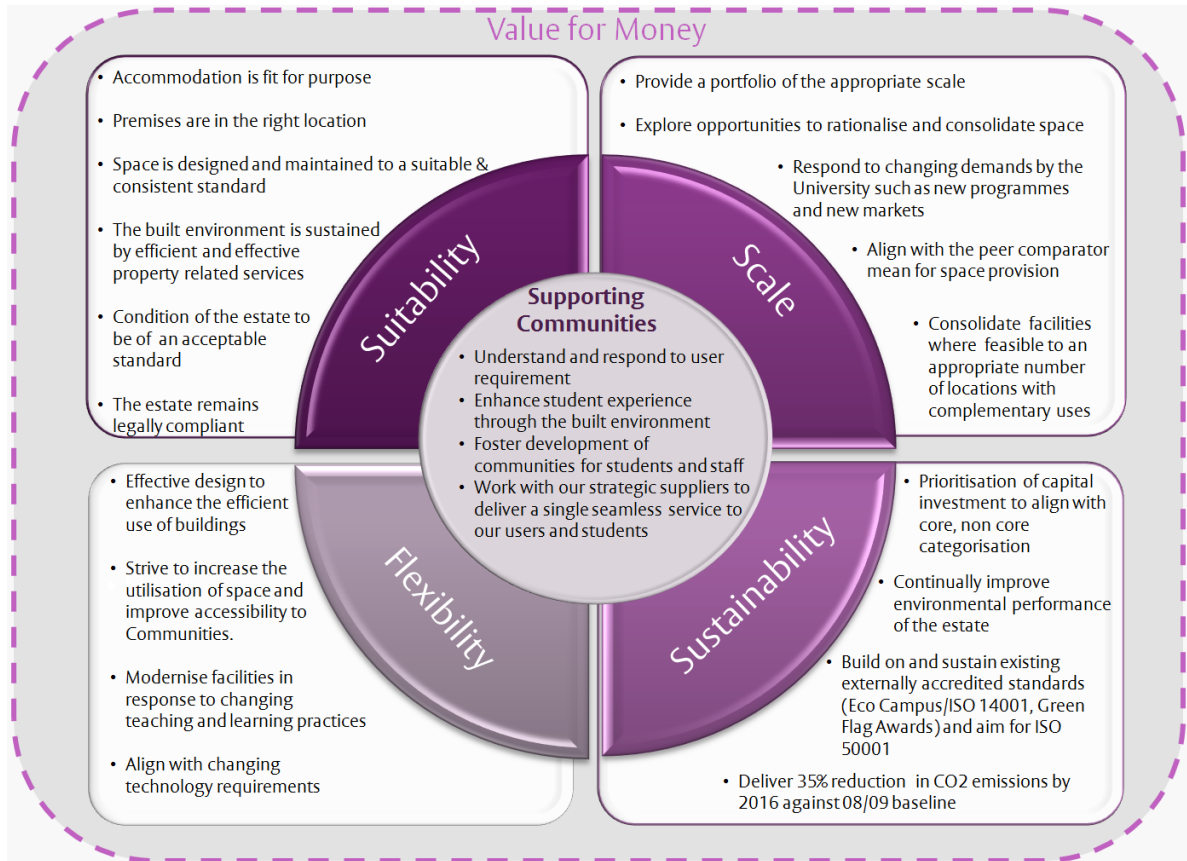 Value for Money
• Accommodation is fit for purpose
• Premises are in the right location
• Space is designed and maintained to a suitable &
consistent standard
• The built environment is sustained
by efficient and effective
property related services
• Condition of the estate to
be of an acceptable
standard
• The estate remains
legally compliant
Suitability
• Provide a portfolio of the appropriate scale
• Explore opportunities to rationalise and consolidate space
• Respond to changing demands by the
University such as new programmes
and new markets
• Align with the peer comparator
mean for space provision
• Consolidate facilities
where feasible to an
appropriate number
of locations with
complementary uses
Scale
Supporting
Communities
• Understand and respond to user
requirement
• Enhance student experience
through the built environment
• Foster development of
communities for students and staff
• Work with our strategic suppliers to
deliver a single seamless service to
our users and students
• Effective design to
enhance the efficient
use of buildings
• Strive to increase the
utilisation of space and
improve accessibility to
Communities.
• Modernise facilities in
response to changing
teaching and learning practices
• Align with changing
technology requirements
Flexibility
• Prioritisation of capital
investment to align with
core, non core
categorisation
• Continually improve
environmental performance
of the estate
• Build on and sustain existing
externally accredited standards
(Eco Campus/ISO 14001, Green
Flag Awards) and aim for ISO
50001
• Deliver 35% reduction in CO2 emissions by
2016 against 08/09 baseline
Sustainability